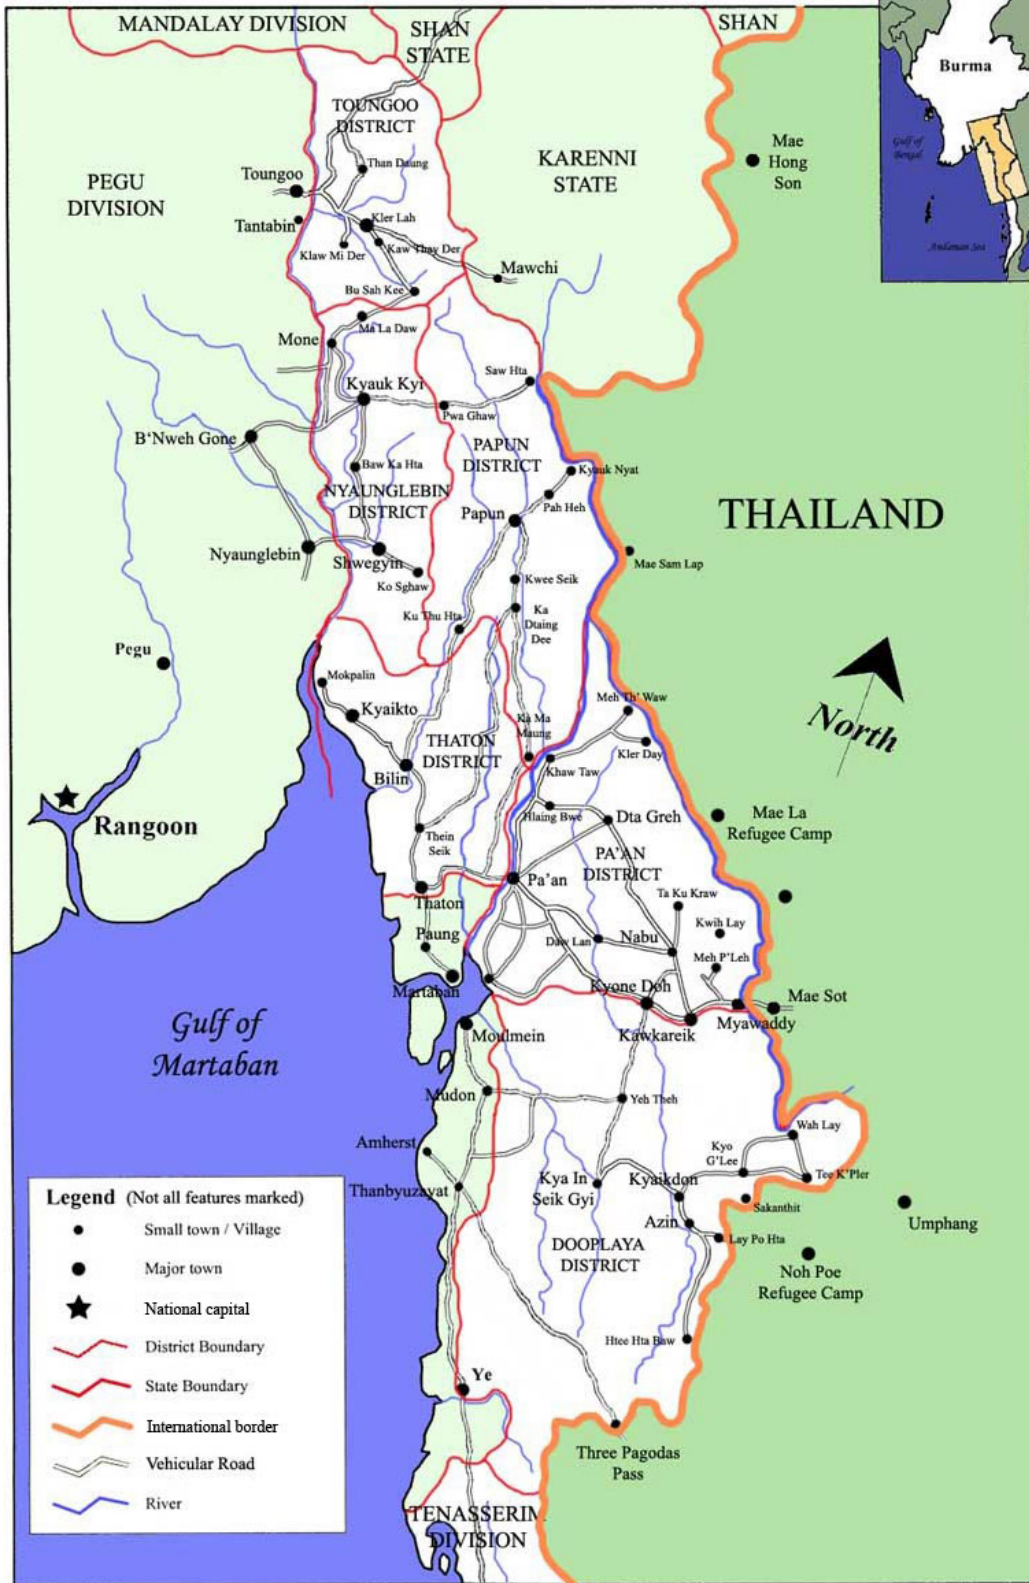 MANDALAY DIVISION
SHAN
STATE
SHAN
Burma
Gulf of
Bengal
Andaman Sea
TOUNGOO
DISTRICT
Than Daung
Toungoo
Tantabin
Kler Lah
Klaw Mi Der
Kaw Thay Der
Bu Sah Kee
Mawchi
PEGU
DIVISION
KARENNI
STATE
Mae
Hong
Son
Ma La Daw
Mone
Saw Hta
Kyauk Kyi
Pwa Ghaw
B'Nweh Gone
PAPUN
DISTRICT
Baw Ka Hta
Kyauk Nyat
NYAUNGLEBIN
DISTRICT
Pah Heh
Papun
THAILAND
Nyaunglebin
Shwegyin
Mae Sam Lap
Ko Sghaw
Kwee Seik
Ku Thu Hta
Ka
Dtaing
Dee
Pegu
Mokpalin
Meh Th' Waw
Kyaikto
Ka Ma
Maung
North
THATON
DISTRICT
Kler Day
Bilin
Khaw Taw
Rangoon
Hlaing Bwe
Dta Greh
Mae La
Refugee Camp
Thein
Seik
PA'AN
DISTRICT
Pa'an
Thaton
Ta Ku Kraw
Paung
Daw Lan
Nabu
Kwih Lay
Meh P'Leh
Martaban
Kyone Doh
Mae Sot
Myawaddy
Kawkareik
Gulf of
Martaban
Moulmein
Mudon
Yeh Theh
Amherst
Wah Lay
Kyo
G'Lee
Thanbyuzayat
Kya In
Seik Gyi
Kyaikdon
Tee K'Pler
Sakanthit
Umphang
Azin
Lay Po Hta
DOOPLAYA
DISTRICT
Noh Poe
Refugee Camp
Htee Hta Baw
Ye
Three Pagodas
Pass
TENASSERIM
DIVISION
Legend (Not all features marked)
Small town / Village
Major town
National capital
District Boundary
State Boundary
International border
Vehicular Road
River